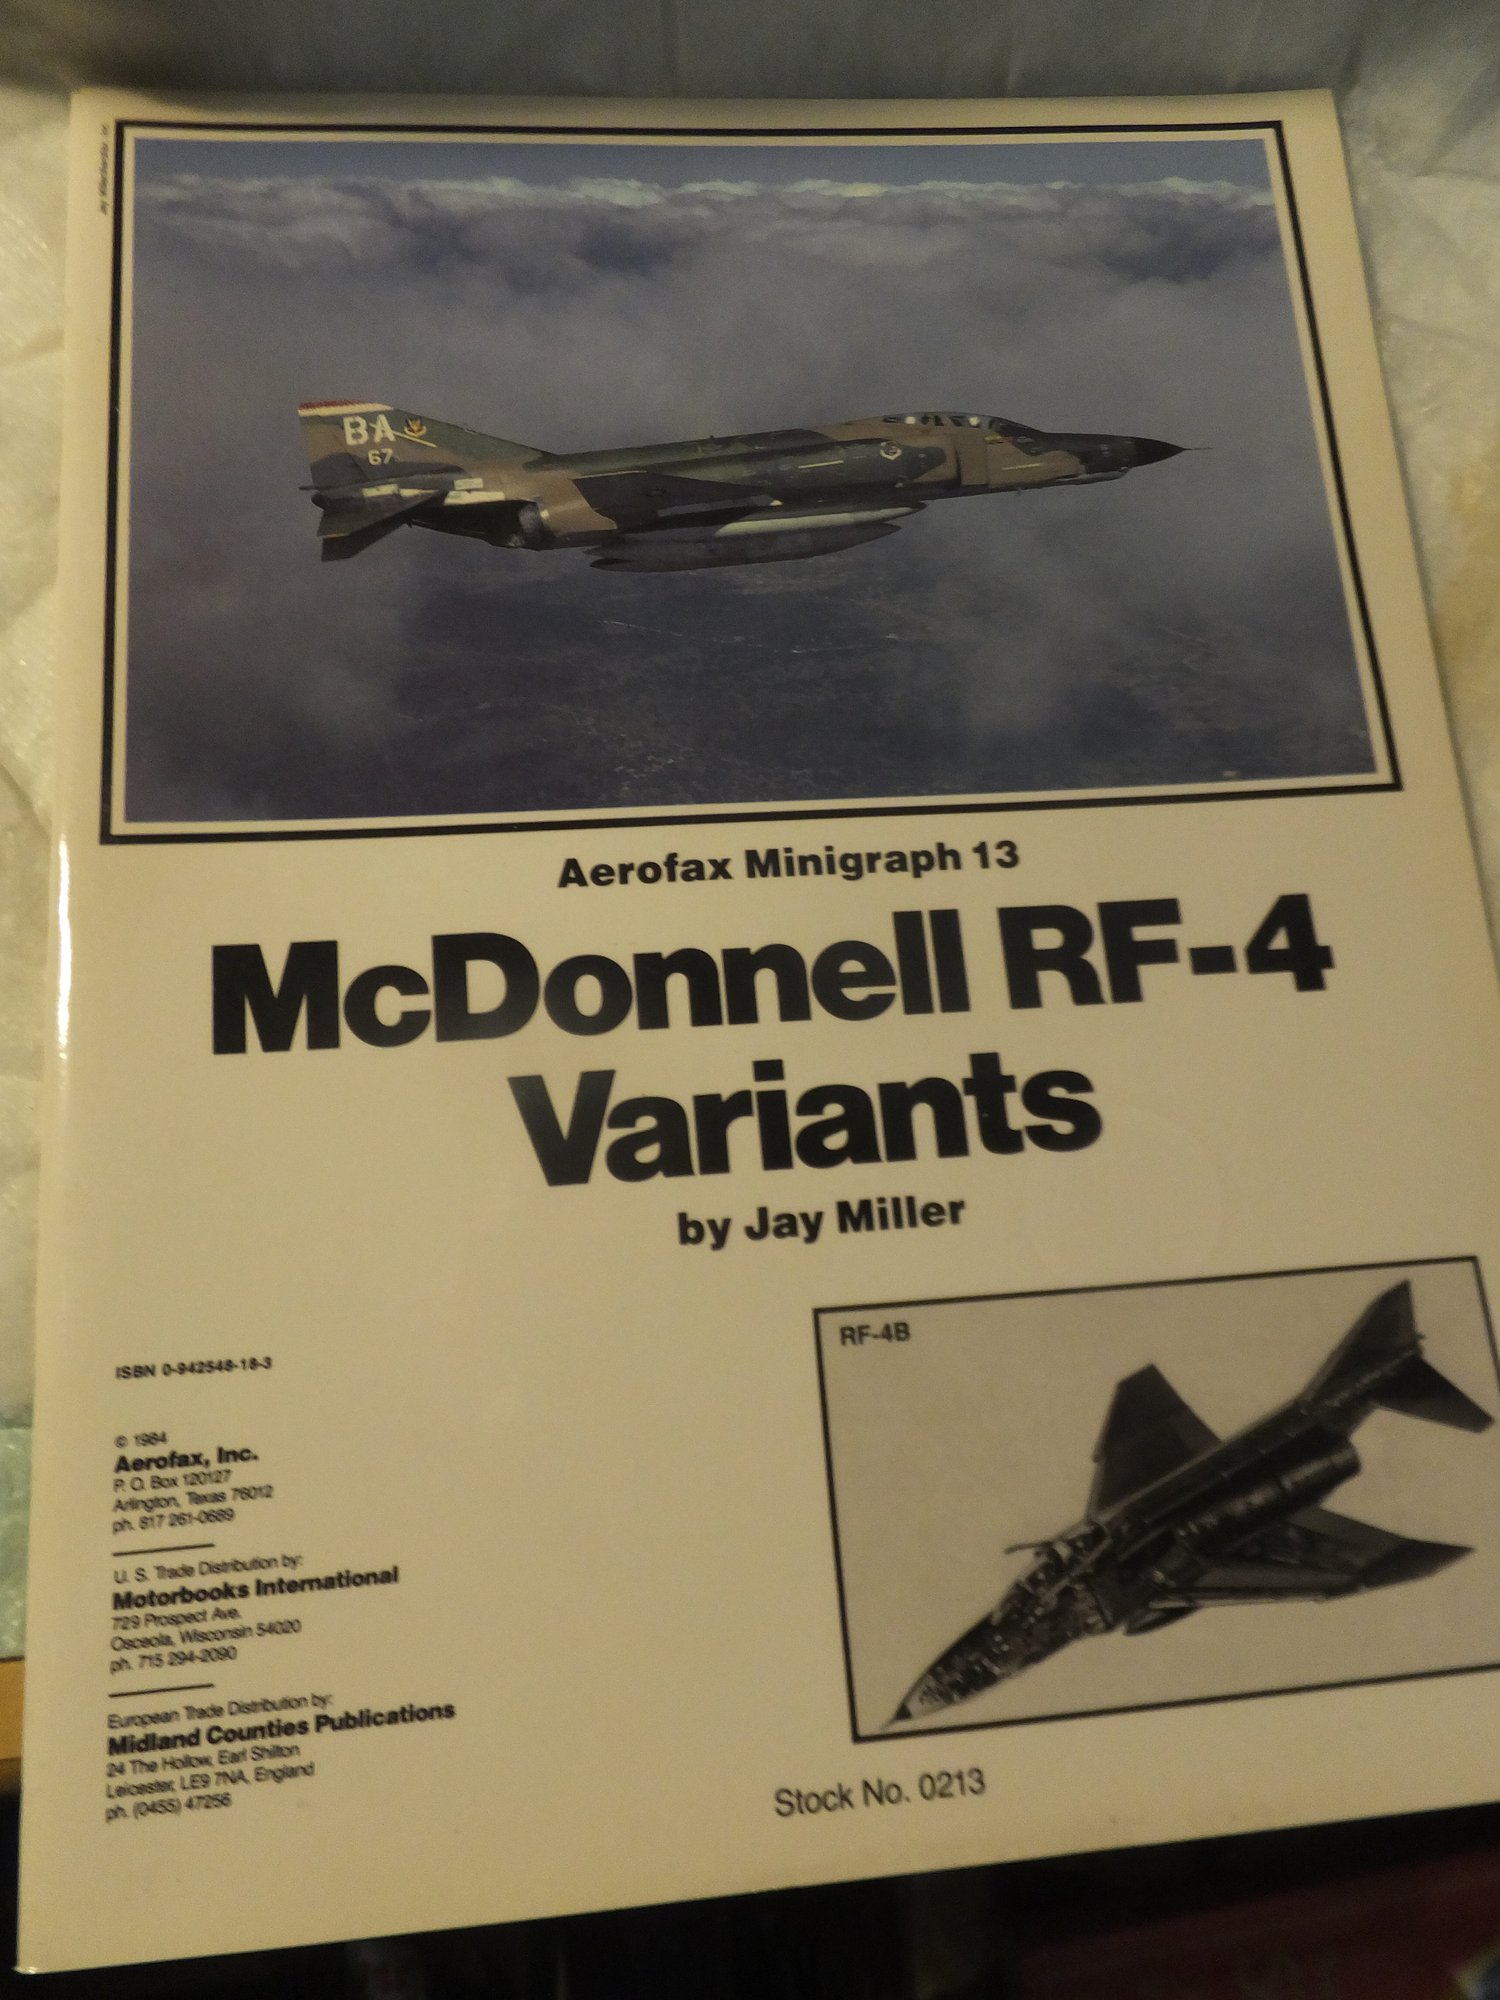 BA
67
Aerofax Minigraph 13
McDonnell RF-4
Variants
by Jay Miller
RF-4B
ISBN 0-942548-18-3
© 1984
Aerofax, Inc.
P. O. Box 120127
Arlington, Texas 76012
ph. 817 261-0689
U. S. Trade Distribution by:
Motorbooks International
729 Prospect Ave.
Osceola, Wisconsin 54020
ph. 715 294-2090
European Trade Distribution by:
Midland Counties Publications
24 The Hollow, Earl Shilton
Leicester, LE9 7NA, England
ph. (0455) 47256
Stock No. 0213